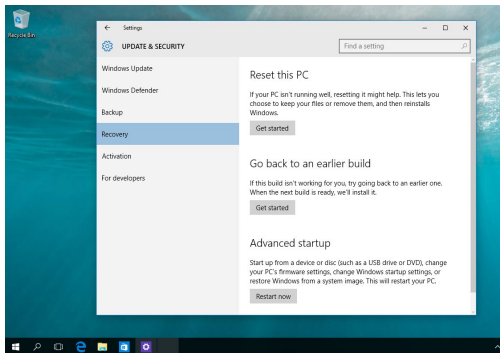 Recycle Bin
Settings
UPDATE & SECURITY
Find a setting
Windows Update
Windows Defender
Backup
Recovery
Activation
For developers
Reset this PC
If your PC isn't running well, resetting it might help. This lets you
choose to keep your files or remove them, and then reinstalls
Windows.
Get started
Go back to an earlier build
If this build isn't working for you, try going back to an earlier one.
When the next build is ready, we'll install it.
Get started
Advanced startup
Start up from a device or disc (such as a USB drive or DVD), change
your PC's firmware settings, change Windows startup settings, or
restore Windows from a system image. This will restart your PC.
Restart now